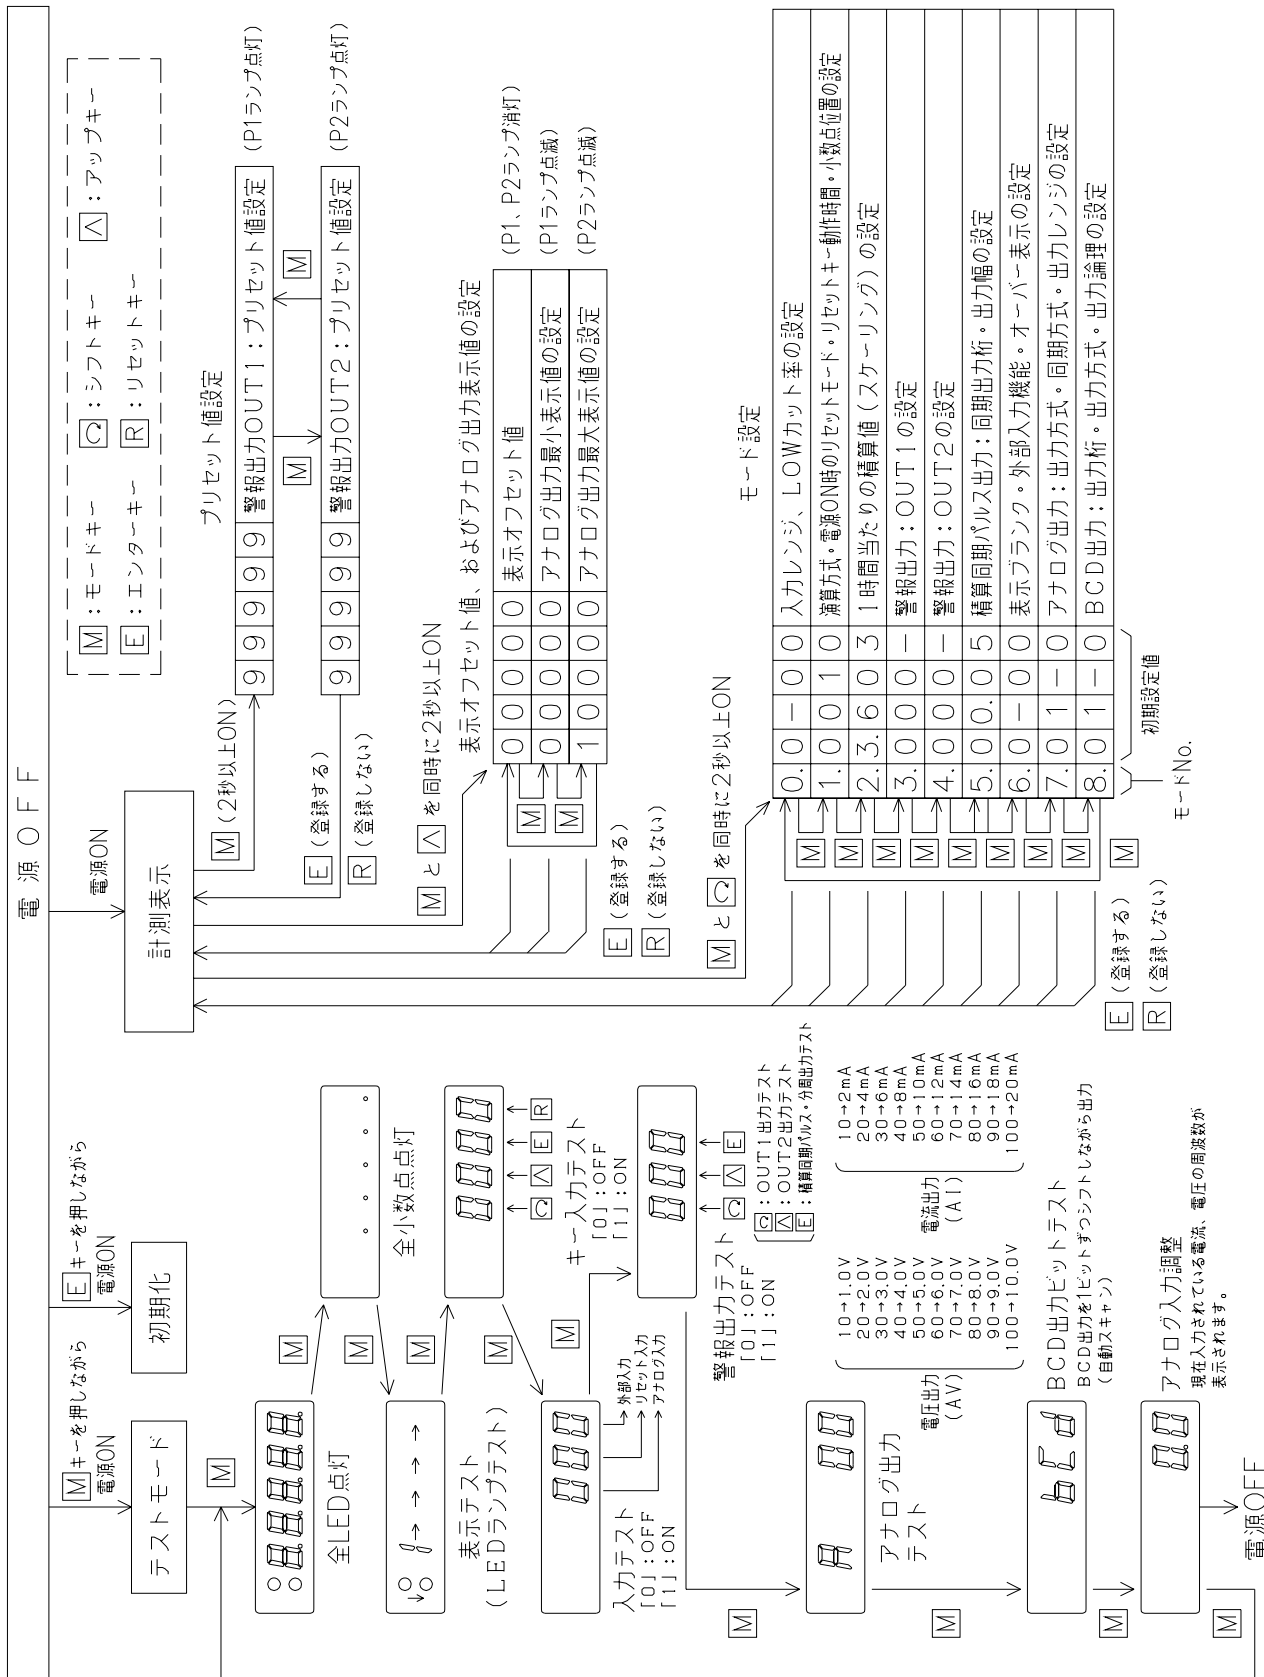 電源OFF
Mキーを押しながら
電源ON
Eキーを押しながら
電源ON
電源ON
テストモード
初期化
計測表示
M:モードキー
:シフトキー
∧:アップキー
E:エンターキー
R:リセットキー
M
全LED点灯
M
全小数点点灯
M
表示テスト
(LEDランプテスト)
M
∧ E R
キー入力テスト
「0」:OFF
「1」:ON
M
外部入力
リセット入力
アナログ入力
入力テスト
「0」:OFF
「1」:ON
M
∧ E
警報出力テスト
「0」:OFF
「1」:ON
:OUT1出力テスト
∧:OUT2出力テスト
E:積算同期パルス・分周出力テスト
M
A 00
アナログ出力
テスト
電圧出力
(AV)
10→1.0V
20→2.0V
30→3.0V
40→4.0V
50→5.0V
60→6.0V
70→7.0V
80→8.0V
90→9.0V
100→10.0V
電流出力
(AI)
10→2mA
20→4mA
30→6mA
40→8mA
50→10mA
60→12mA
70→14mA
80→16mA
90→18mA
100→20mA
M
bCd
BCD出力ビットテスト
BCD出力を1ビットずつシフトしながら出力
(自動スキャン)
M
0.0
アナログ入力調整
現在入力されている電流、電圧の周波数が
表示されます。
M
電源OFF
M(2秒以上ON)
プリセット値設定
99999 警報出力OUT1:プリセット値設定 (P1ランプ点灯)
M M
99999 警報出力OUT2:プリセット値設定 (P2ランプ点灯)
E(登録する)
R(登録しない)
Mと∧を同時に2秒以上ON
表示オフセット値、およびアナログ出力表示値の設定
00000 表示オフセット値 (P1、P2ランプ消灯)
00000 アナログ出力最小表示値の設定 (P1ランプ点滅)
10000 アナログ出力最大表示値の設定 (P2ランプ点滅)
M
M
E(登録する)
R(登録しない)
Mと を同時に2秒以上ON
モード設定
0.0-00 入力レンジ、LOWカット率の設定
1.0010 演算方式・電源ON時のリセットモード・リセットキー動作時間・小数点位置の設定
2.3.603 1時間当たりの積算値(スケーリング)の設定
3.000- 警報出力:OUT1の設定
4.000- 警報出力:OUT2の設定
5.00.05 積算同期パルス出力:同期出力桁・出力幅の設定
6.0-00 表示ブランク・外部入力機能・オーバー表示の設定
7.01-0 アナログ出力:出力方式・同期方式・出力レンジの設定
8.01-0 BCD出力:出力桁・出力方式・出力論理の設定
M
M
M
M
M
M
M
M
M
初期設定値
モードNo.
E(登録する)
R(登録しない)